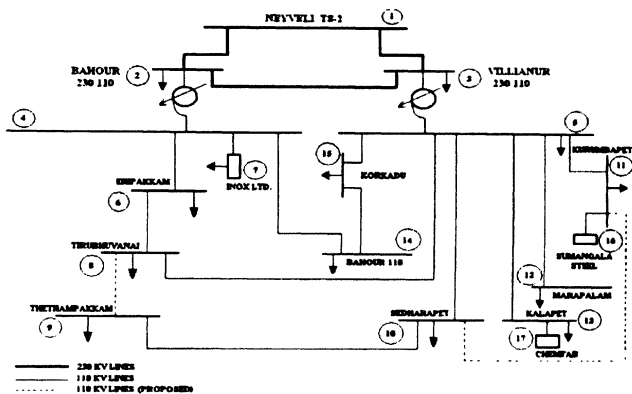 NEYVELI TS-2
1
BAHOUR
230 110
2
3
VILLIANUR
230 110
4
5
KURUMBAPET
15
KORKADU
7
INOX LTD.
11
ERIPAKKAM
6
14
BAHOUR 110
16
SUMANGALA
STEEL
TIRUBHUVANAI
8
12
MARAPALAM
THETHAMPAKKAM
9
SEDHARAPET
10
KALAPET
13
17
CHEMFAB
230 KV LINES
110 KV LINES
110 KV LINES (PROPOSED)